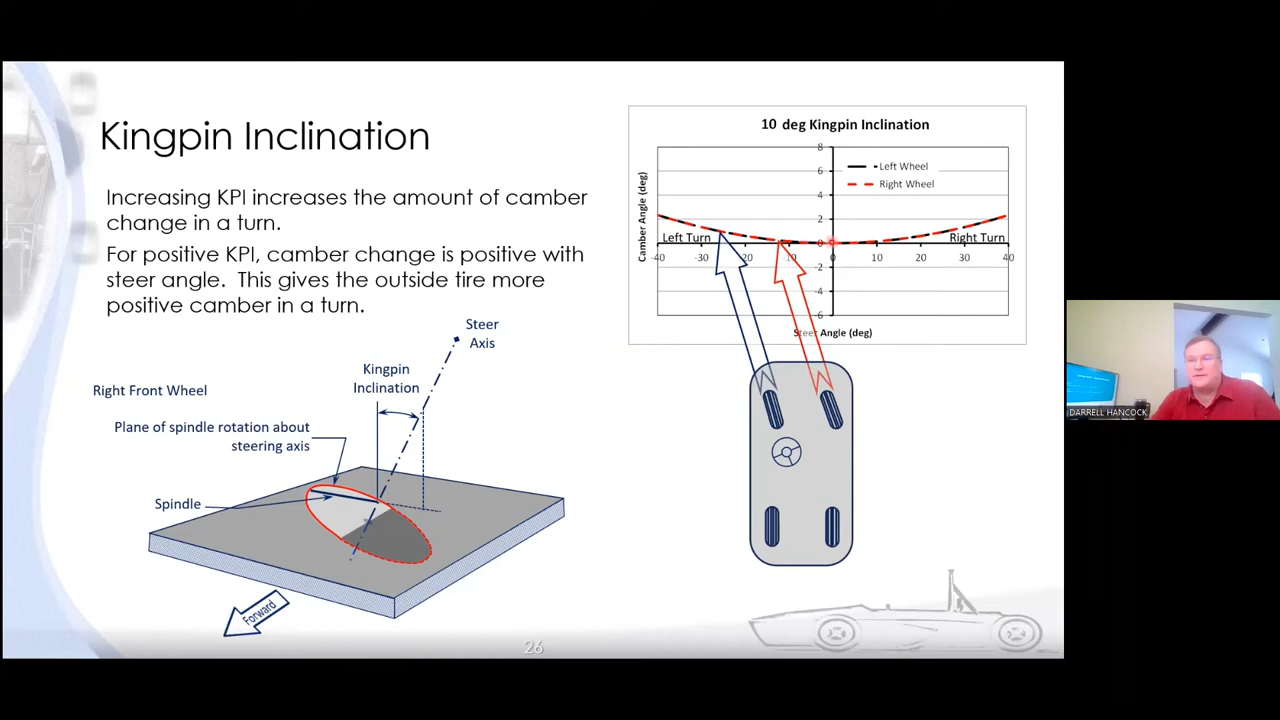 Kingpin Inclination
Increasing KPI increases the amount of camber
change in a turn.
For positive KPI, camber change is positive with
steer angle. This gives the outside tire more
positive camber in a turn.
Steer
Axis
Kingpin
Inclination
Right Front Wheel
Plane of spindle rotation about
steering axis
Spindle
Forward
10 deg Kingpin Inclination
Camber Angle (deg)
8
6
4
2
0
-2
-4
-6
Left Wheel
Right Wheel
Left Turn
Right Turn
-40 -30 -20 -10 0 10 20 30 40
Steer Angle (deg)
26
DARRELL HANCOCK